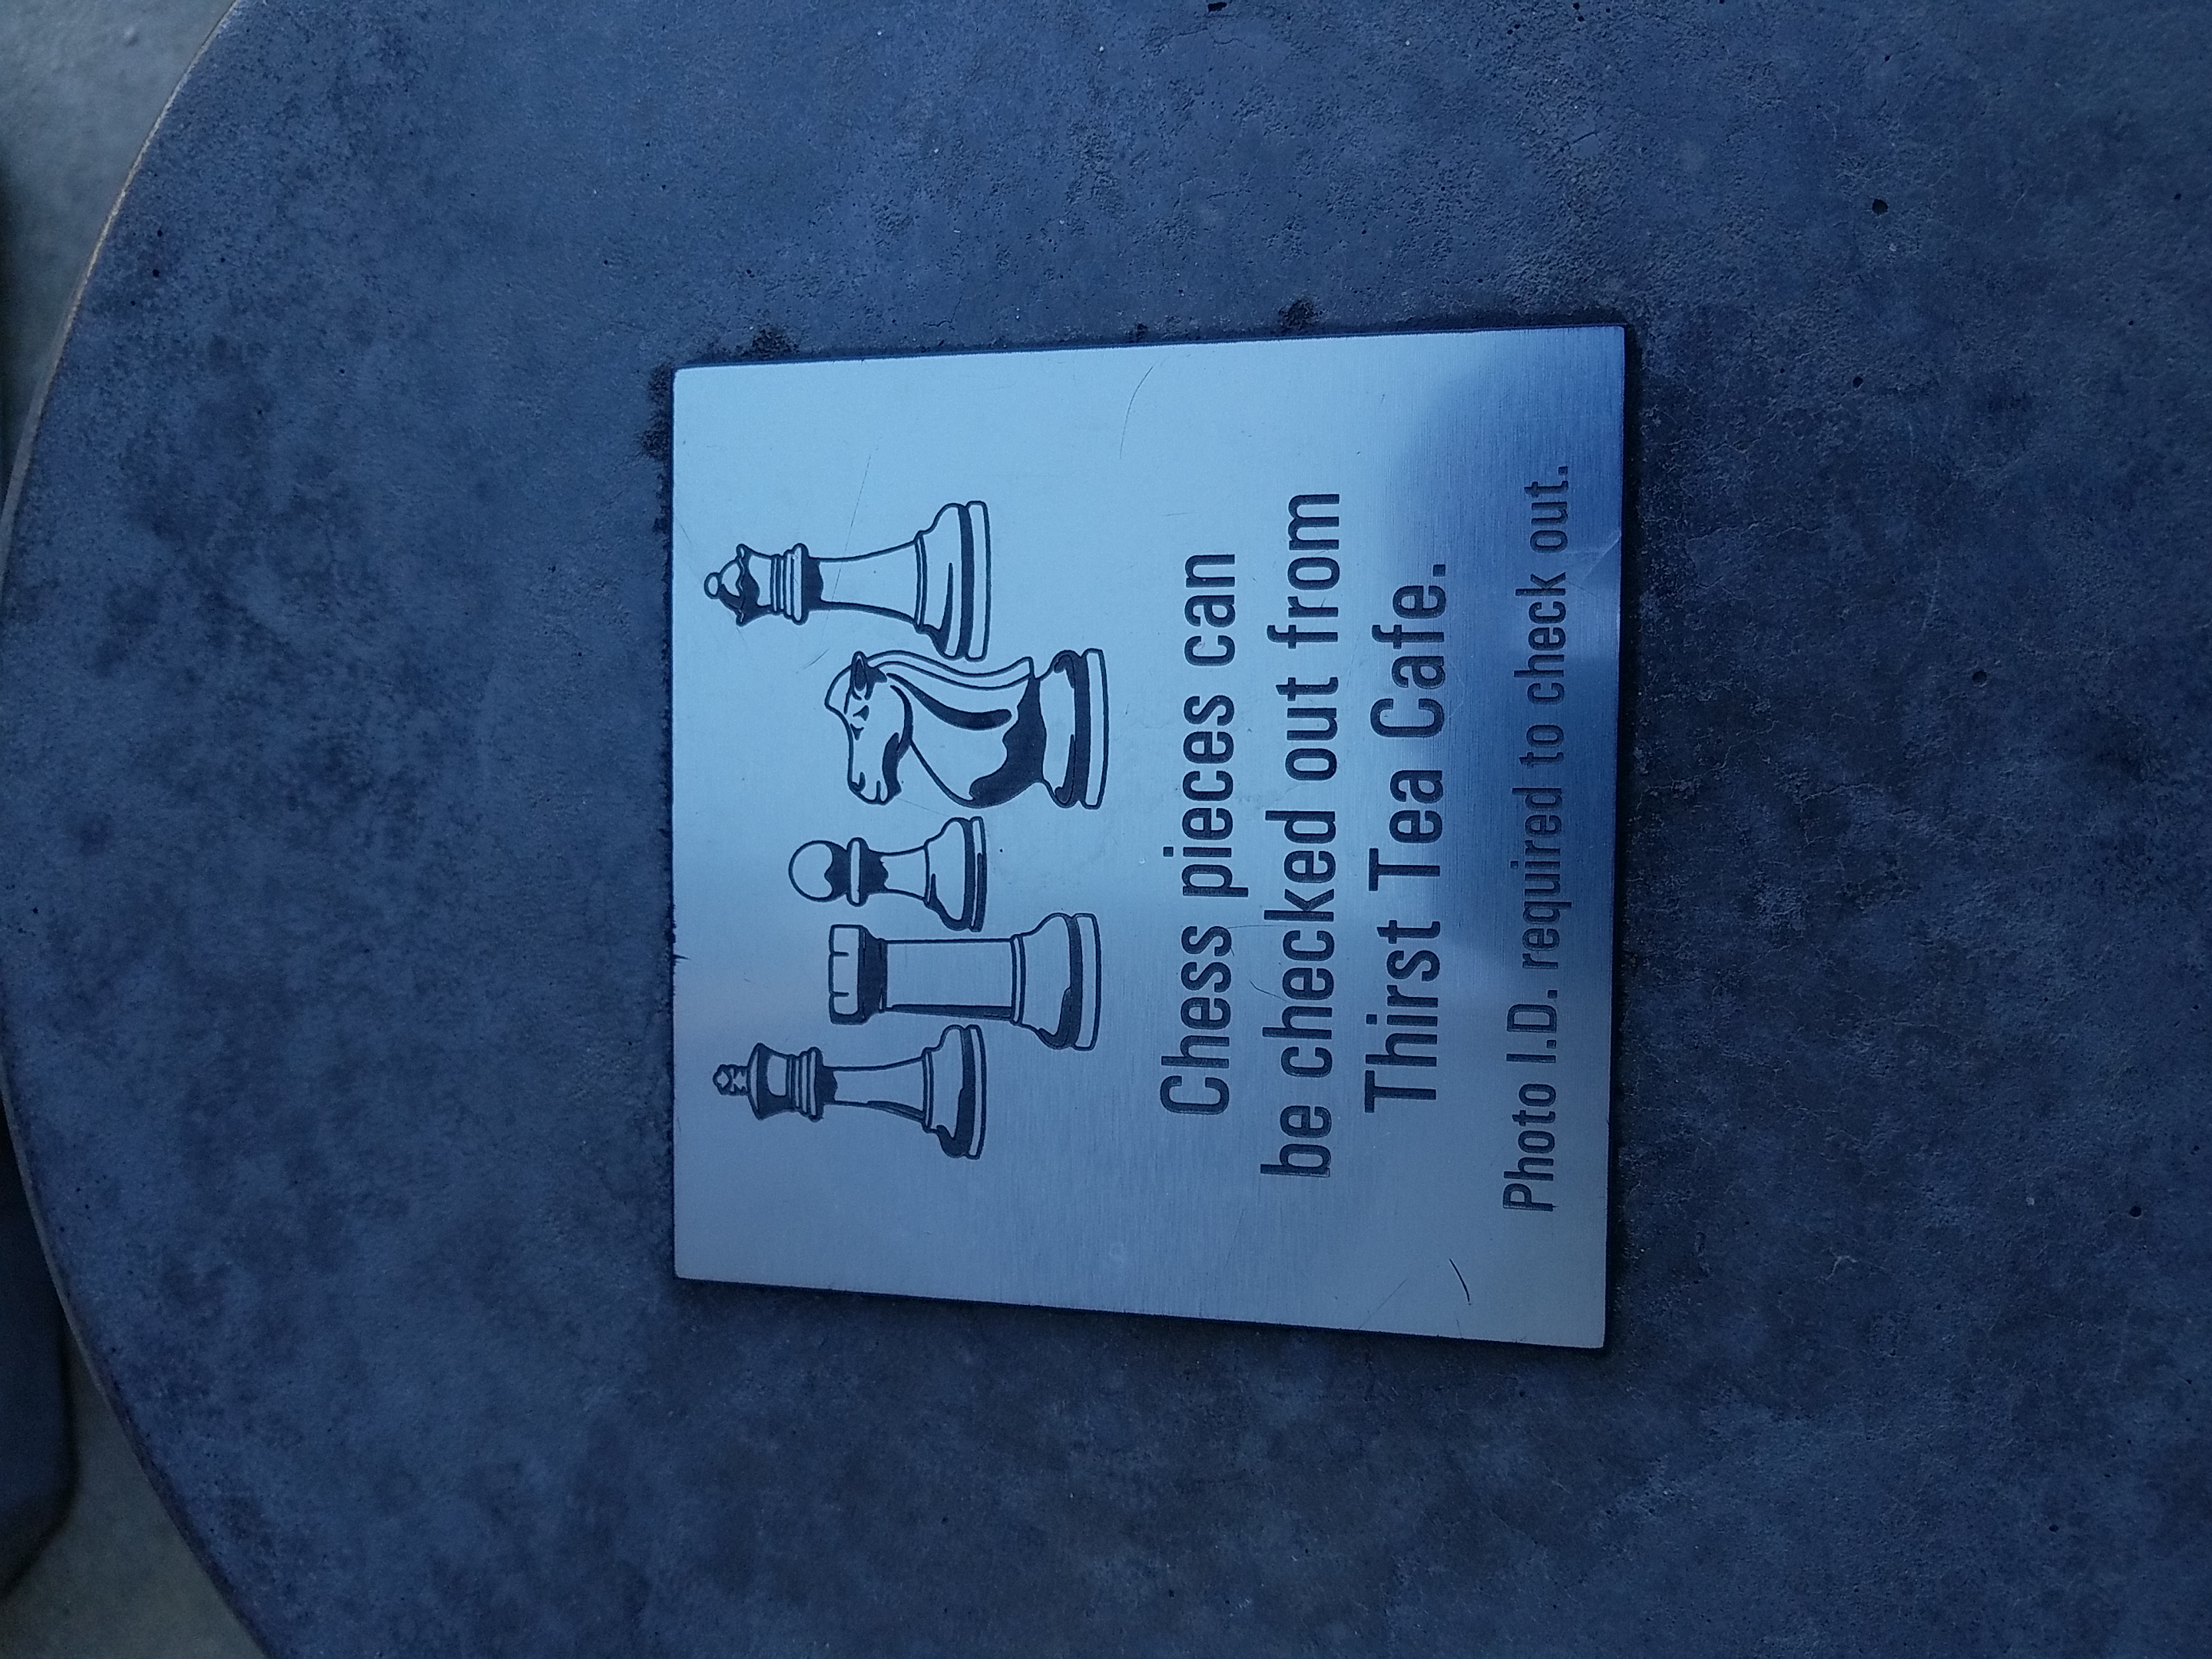 Chess pieces can
be checked out from
Thirst Tea Cafe.
Photo I.D. required to check out.